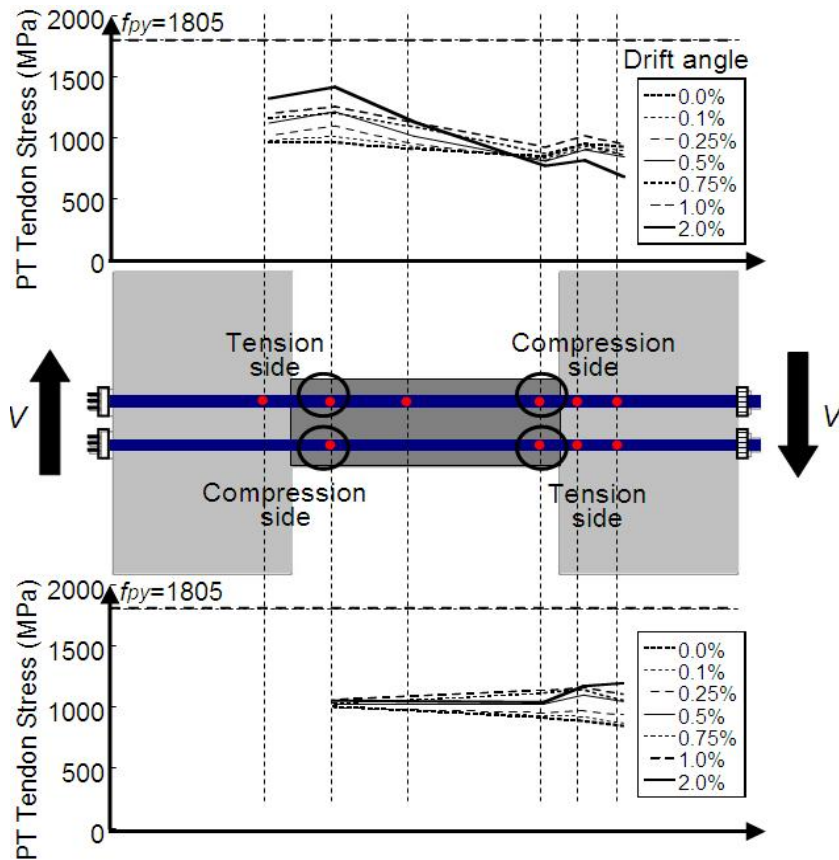 PT Tendon Stress (MPa)
2000
1500
1000
500
0
fpy=1805
Drift angle
0.0%
0.1%
0.25%
0.5%
0.75%
1.0%
2.0%
Tension
side
Compression
side
V
V
Compression
side
Tension
side
PT Tendon Stress (MPa)
2000
1500
1000
500
0
fpy=1805
0.0%
0.1%
0.25%
0.5%
0.75%
1.0%
2.0%